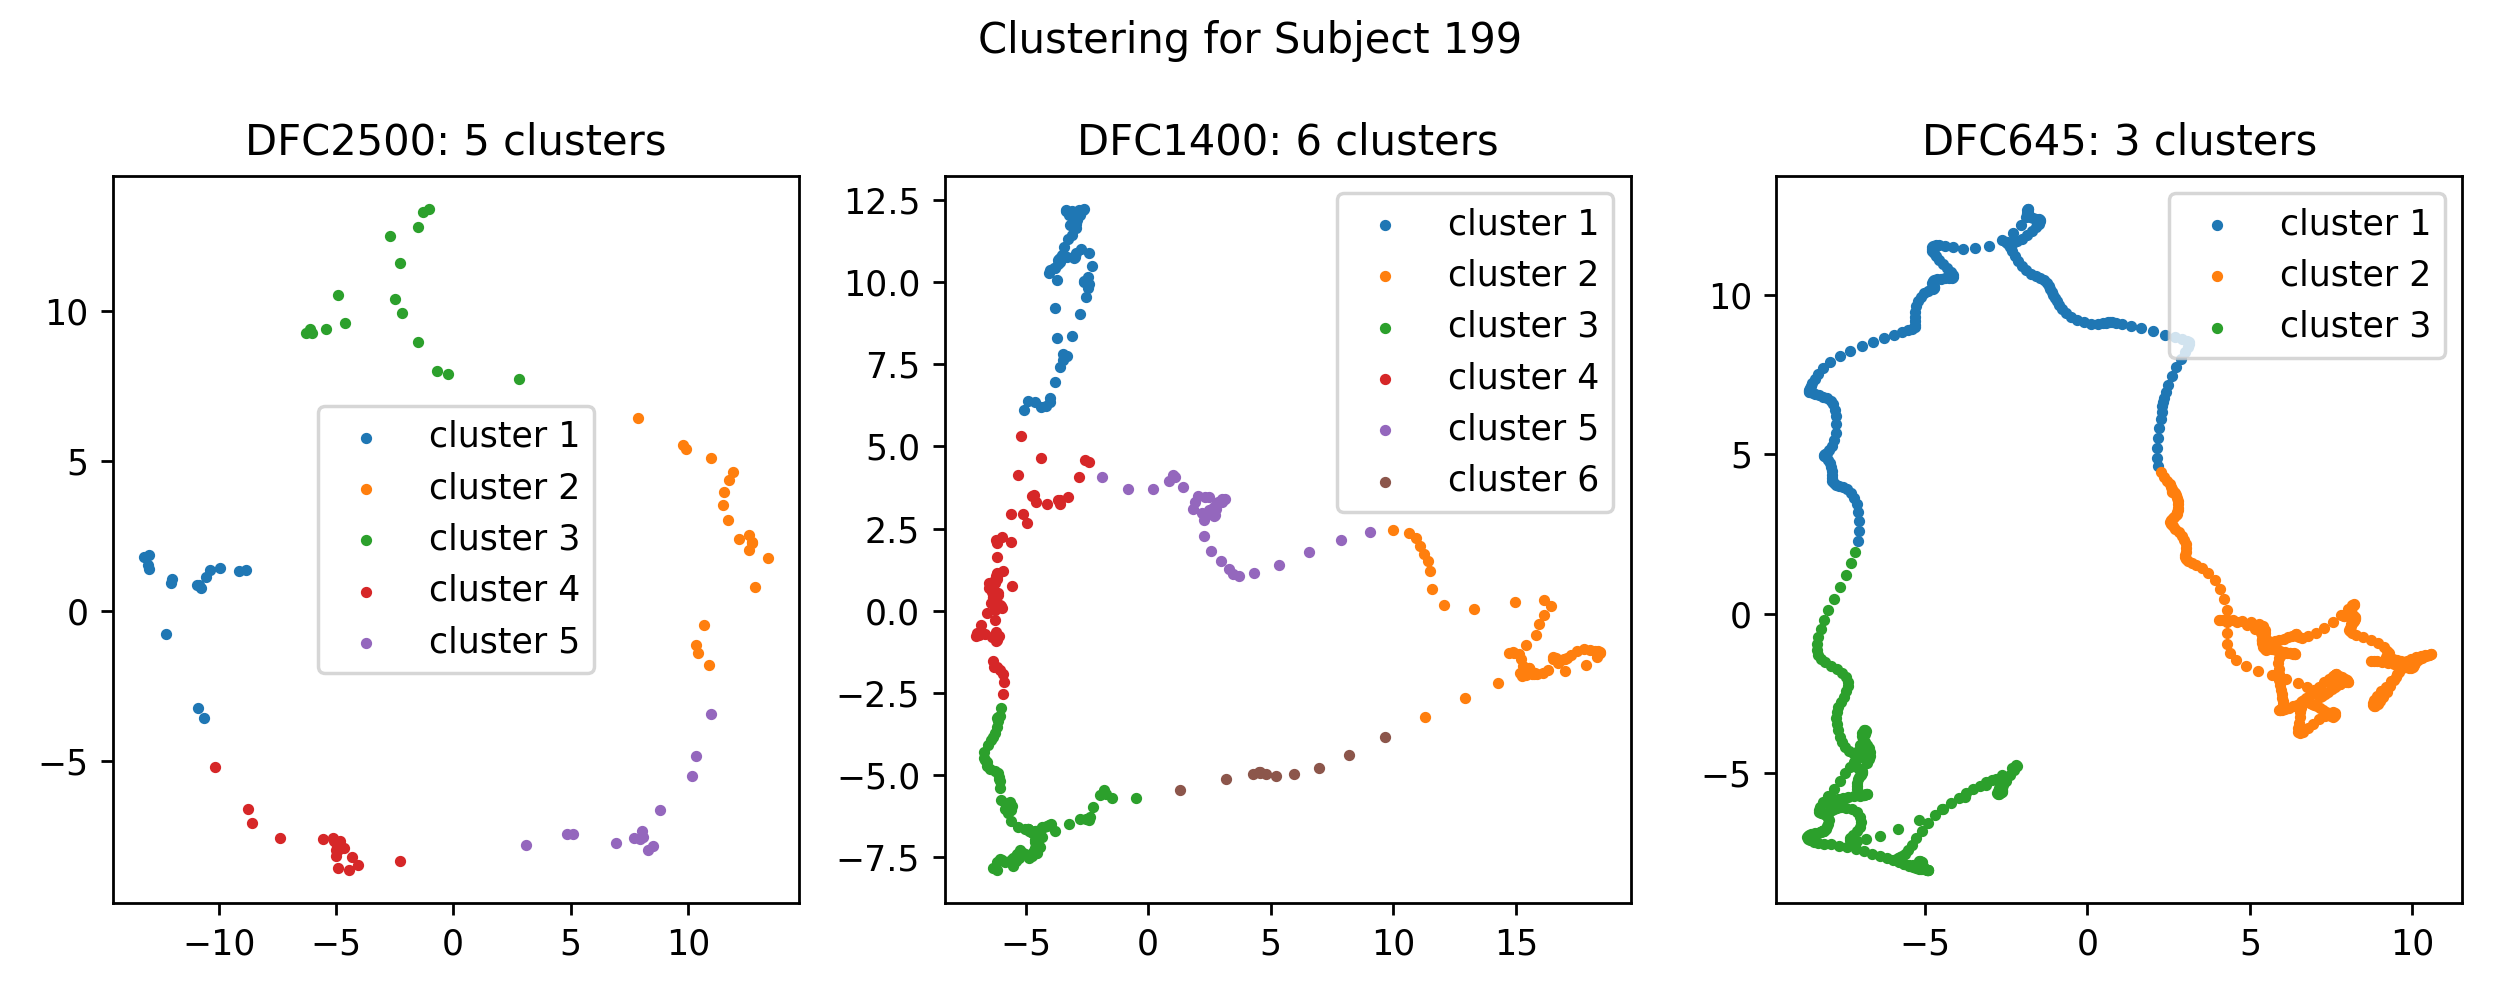 Clustering for Subject 199
DFC2500: 5 clusters
10
5
0
−5
−10
−5
0
5
10
cluster 1
cluster 2
cluster 3
cluster 4
cluster 5
DFC1400: 6 clusters
12.5
10.0
7.5
5.0
2.5
0.0
−2.5
−5.0
−7.5
−5
0
5
10
15
cluster 1
cluster 2
cluster 3
cluster 4
cluster 5
cluster 6
DFC645: 3 clusters
10
5
0
−5
−5
0
5
10
cluster 1
cluster 2
cluster 3